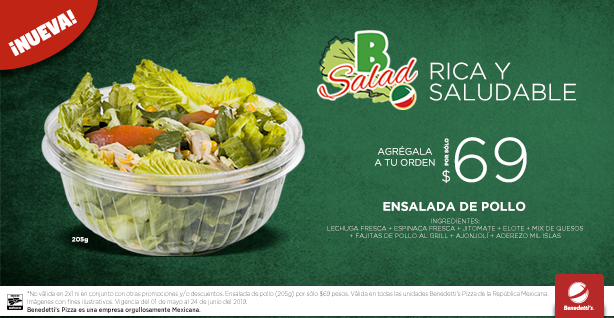 ¡NUEVA!
B
Salad
RICA Y
SALUDABLE
AGRÉGALA
A TU ORDEN
POR SÓLO
$69
ENSALADA DE POLLO
INGREDIENTES:
LECHUGA FRESCA + ESPINACA FRESCA + JITOMATE + ELOTE + MIX DE QUESOS
+ FAJITAS DE POLLO AL GRILL + AJONJOLÍ + ADEREZO MIL ISLAS
205g
*No válida en 2x1 ni en conjunto con otras promociones y/o descuentos. Ensalada de pollo (205g) por sólo $69 pesos. Válida en todas las unidades Benedetti's Pizza de la República Mexicana.
Imágenes con fines ilustrativos. Vigencia del 01 de mayo al 24 de junio del 2019.
Benedetti's Pizza es una empresa orgullosamente Mexicana.
Benedetti's.